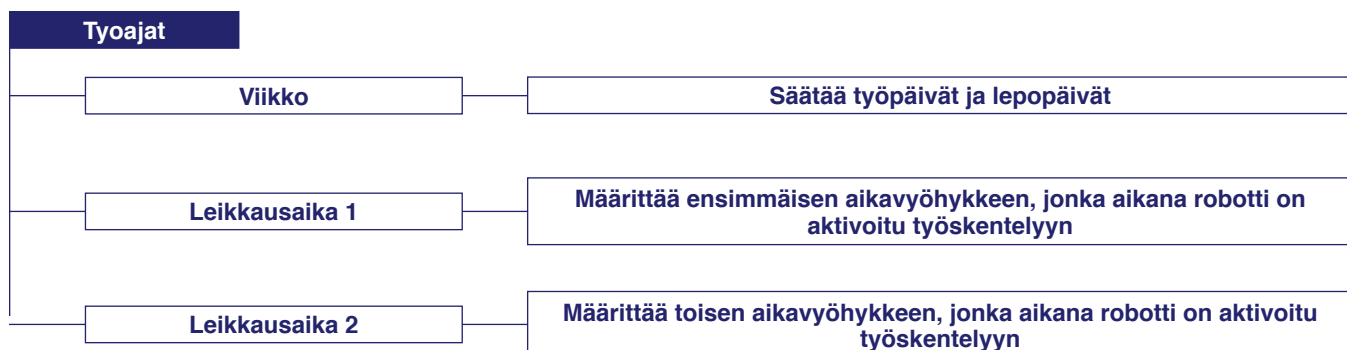 Tyoajat
Viikko
Säätää työpäivät ja lepopäivät
Leikkausaika 1
Määrittää ensimmäisen aikavyöhykkeen, jonka aikana robotti on
aktivoitu työskentelyyn
Leikkausaika 2
Määrittää toisen aikavyöhykkeen, jonka aikana robotti on aktivoitu
työskentelyyn